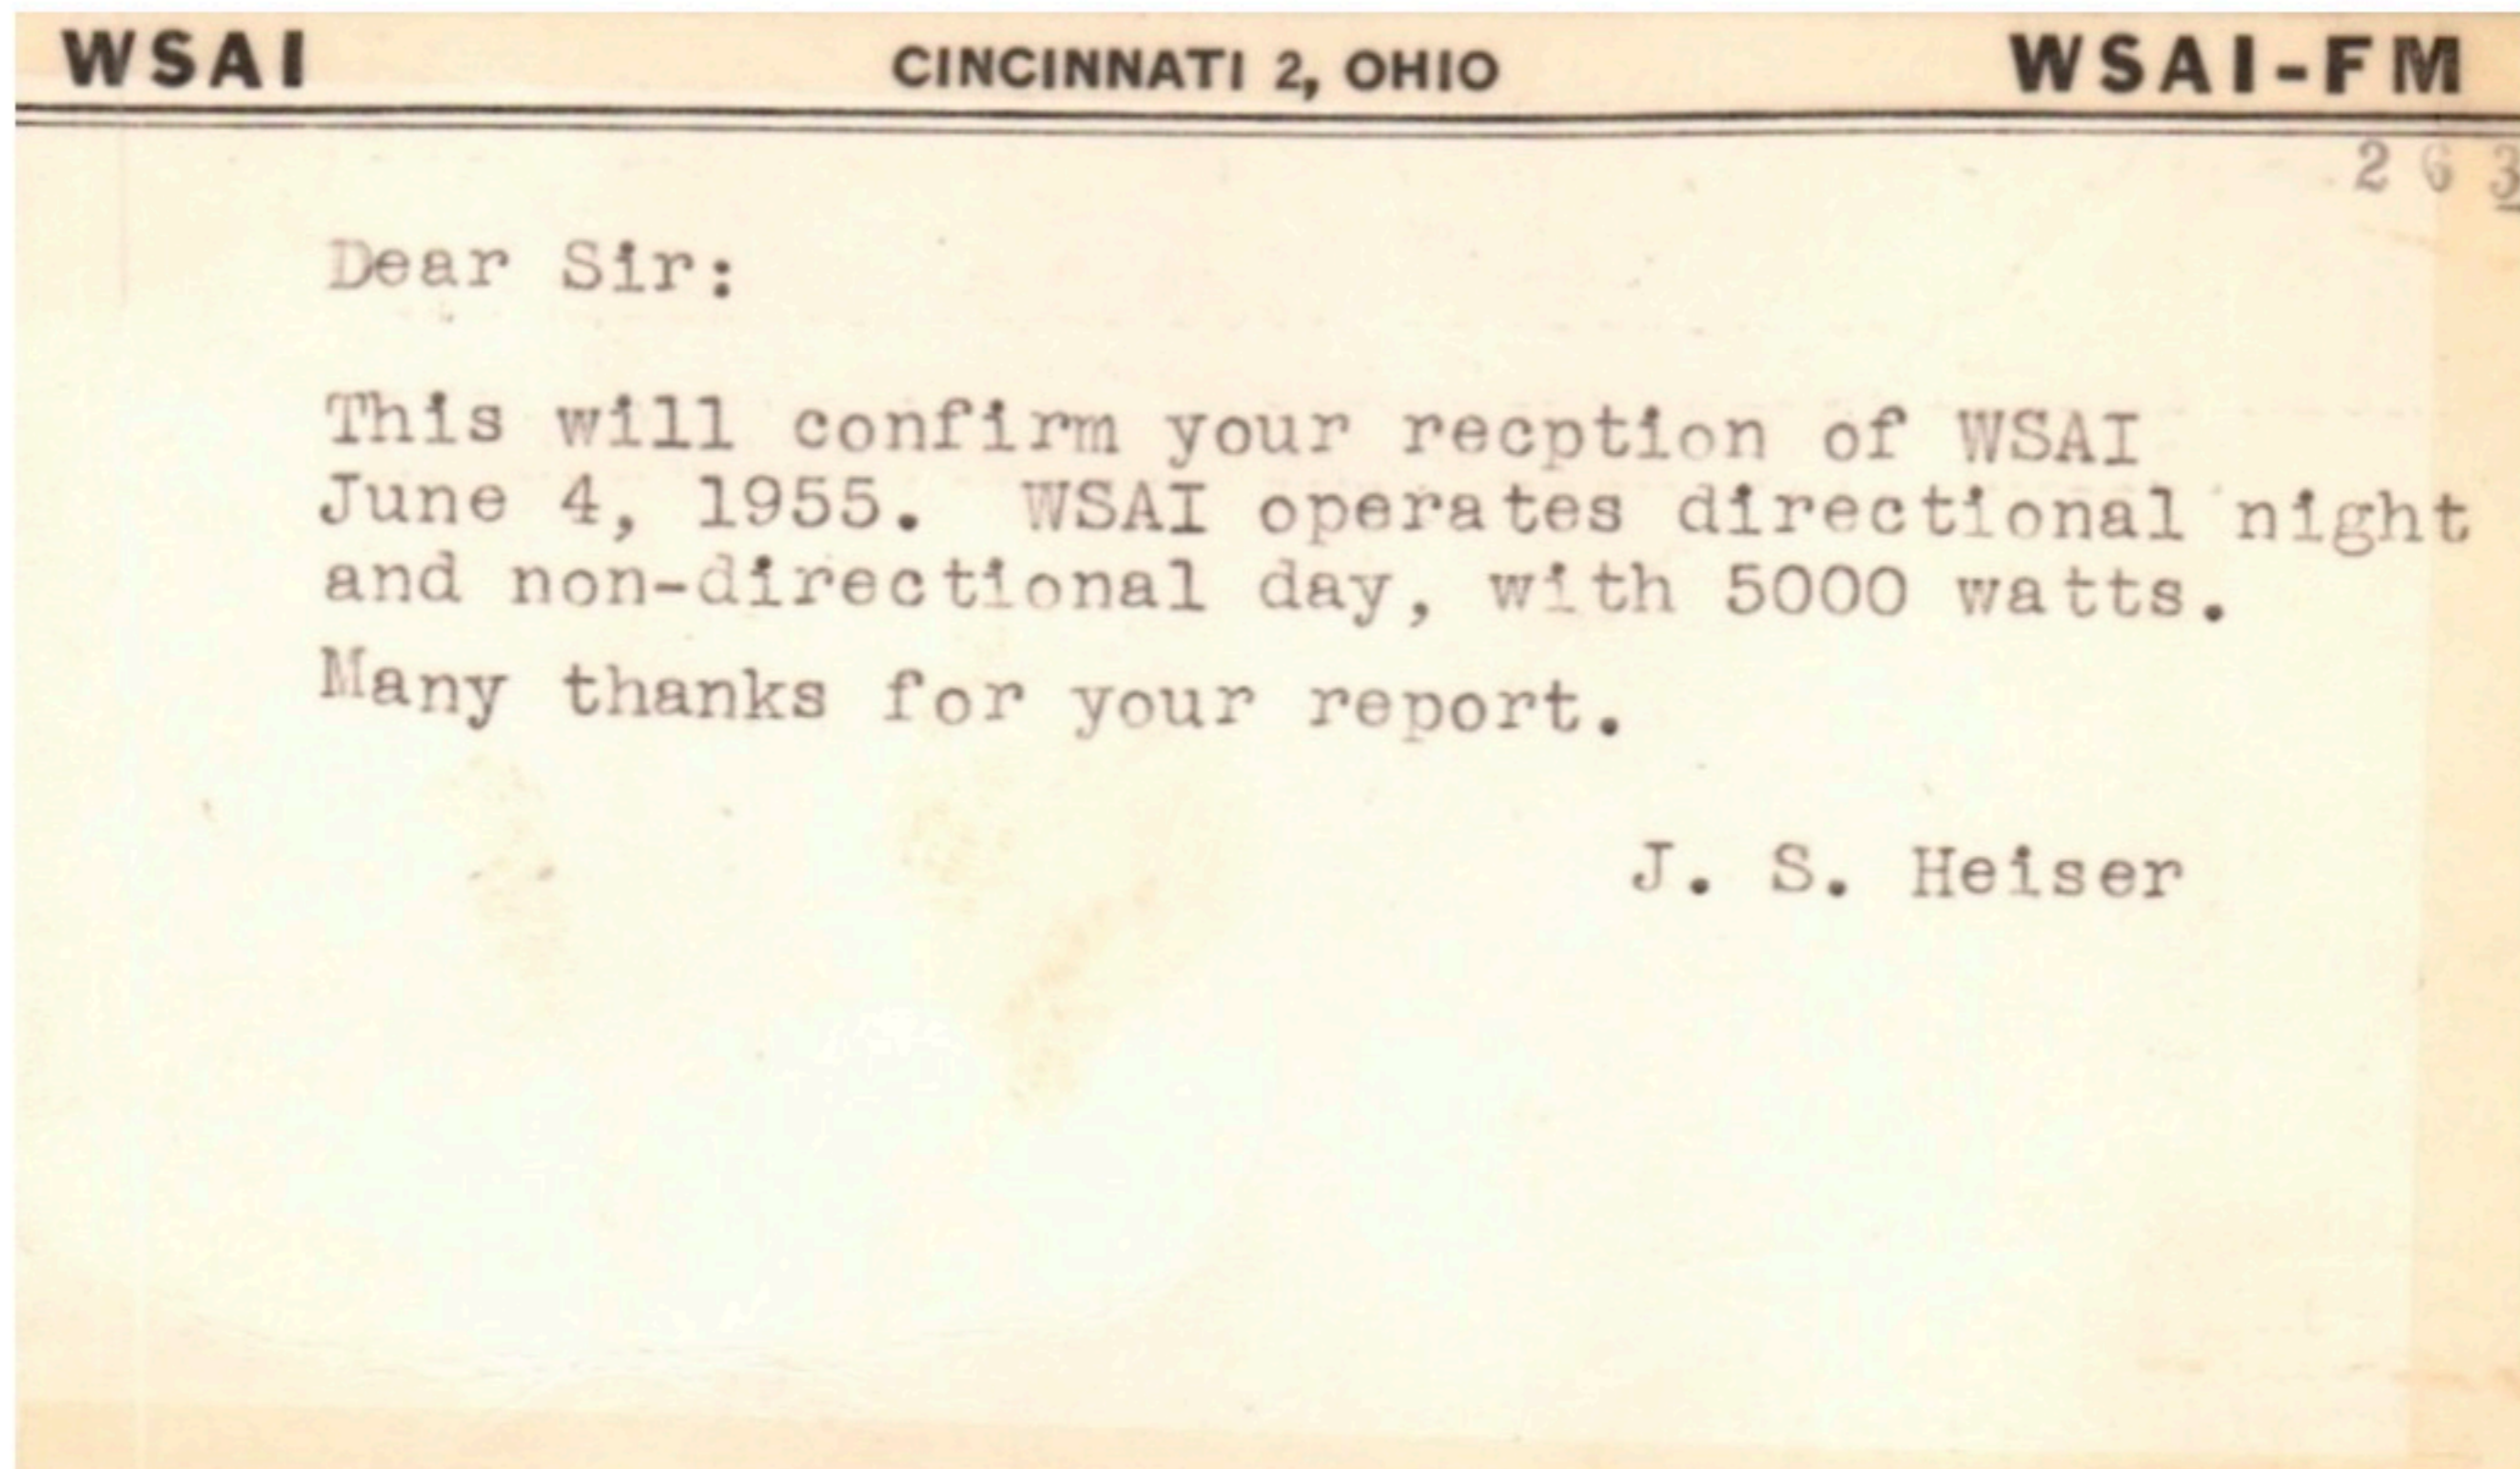 WSAI CINCINNATI 2, OHIO WSAI-FM
263
Dear Sir:
This will confirm your recption of WSAI
June 4, 1955. WSAI operates directional night
and non-directional day, with 5000 watts.
Many thanks for your report.
J. S. Heiser